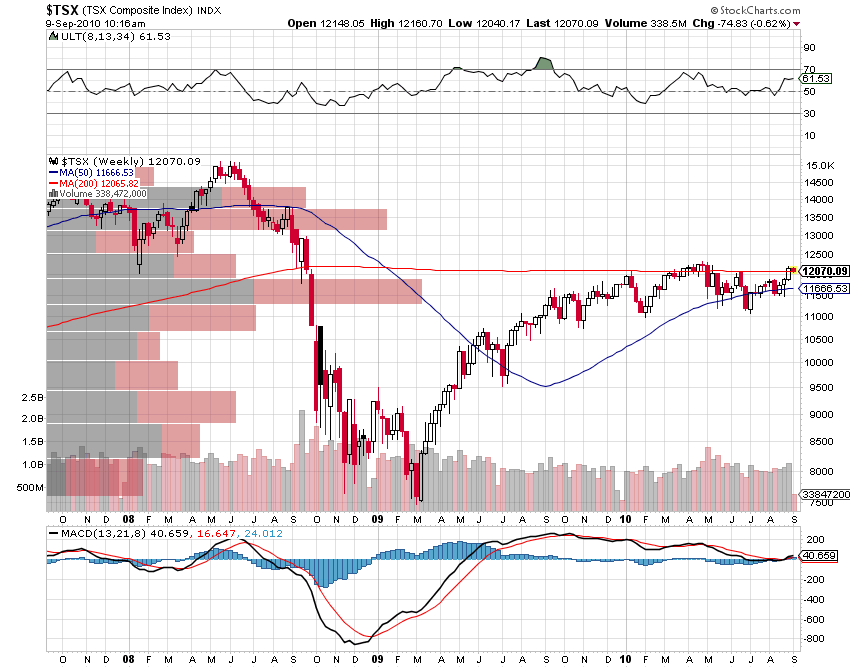 $TSX (TSX Composite Index) INDX © StockCharts.com
9-Sep-2010 10:16am Open 12148.05 High 12160.70 Low 12040.17 Last 12070.09 Volume 338.5M Chg -74.83 (-0.62%)
ULT(8,13,34) 61.53
90
70
61.53
50
30
10
$TSX (Weekly) 12070.09
MA(50) 11666.53
MA(200) 12065.82
Volume 338,472,000
15.0K
14500
14000
13500
13000
12500
12070.09
11666.53
11500
11000
10500
10000
9500
9000
8500
8000
7500
2.5B
2.0B
1.5B
1.0B
500M
33847200
O N D 08 F M A M J J A S O N D 09 F M A M J J A S O N D 10 F M A M J J A S
MACD(13,21,8) 40.659, 16.647, 24.012
200
40.659
-200
-400
-600
-800
O N D 08 F M A M J J A S O N D 09 F M A M J J A S O N D 10 F M A M J J A S